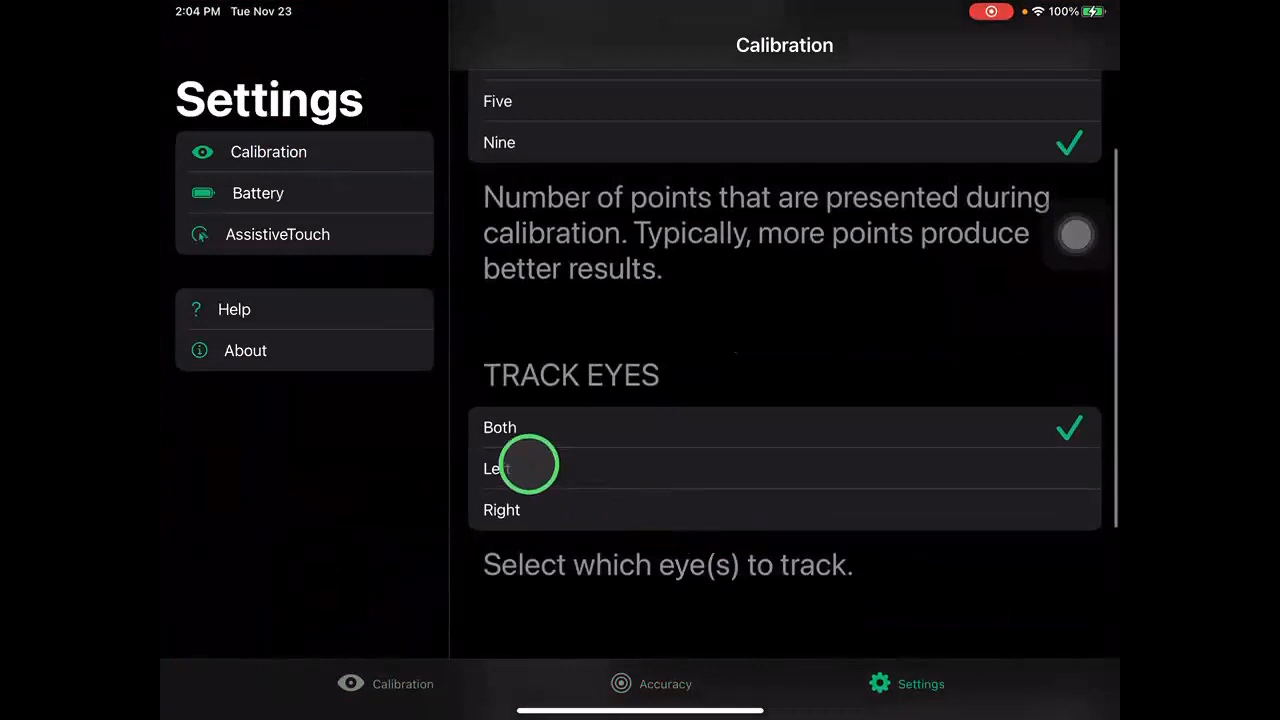 2:04 PM Tue Nov 23
100%
Calibration
Settings
Calibration
Battery
AssistiveTouch
? Help
About
Five
Nine
Number of points that are presented during
calibration. Typically, more points produce
better results.
TRACK EYES
Both
Left
Right
Select which eye(s) to track.
Calibration
Accuracy
Settings